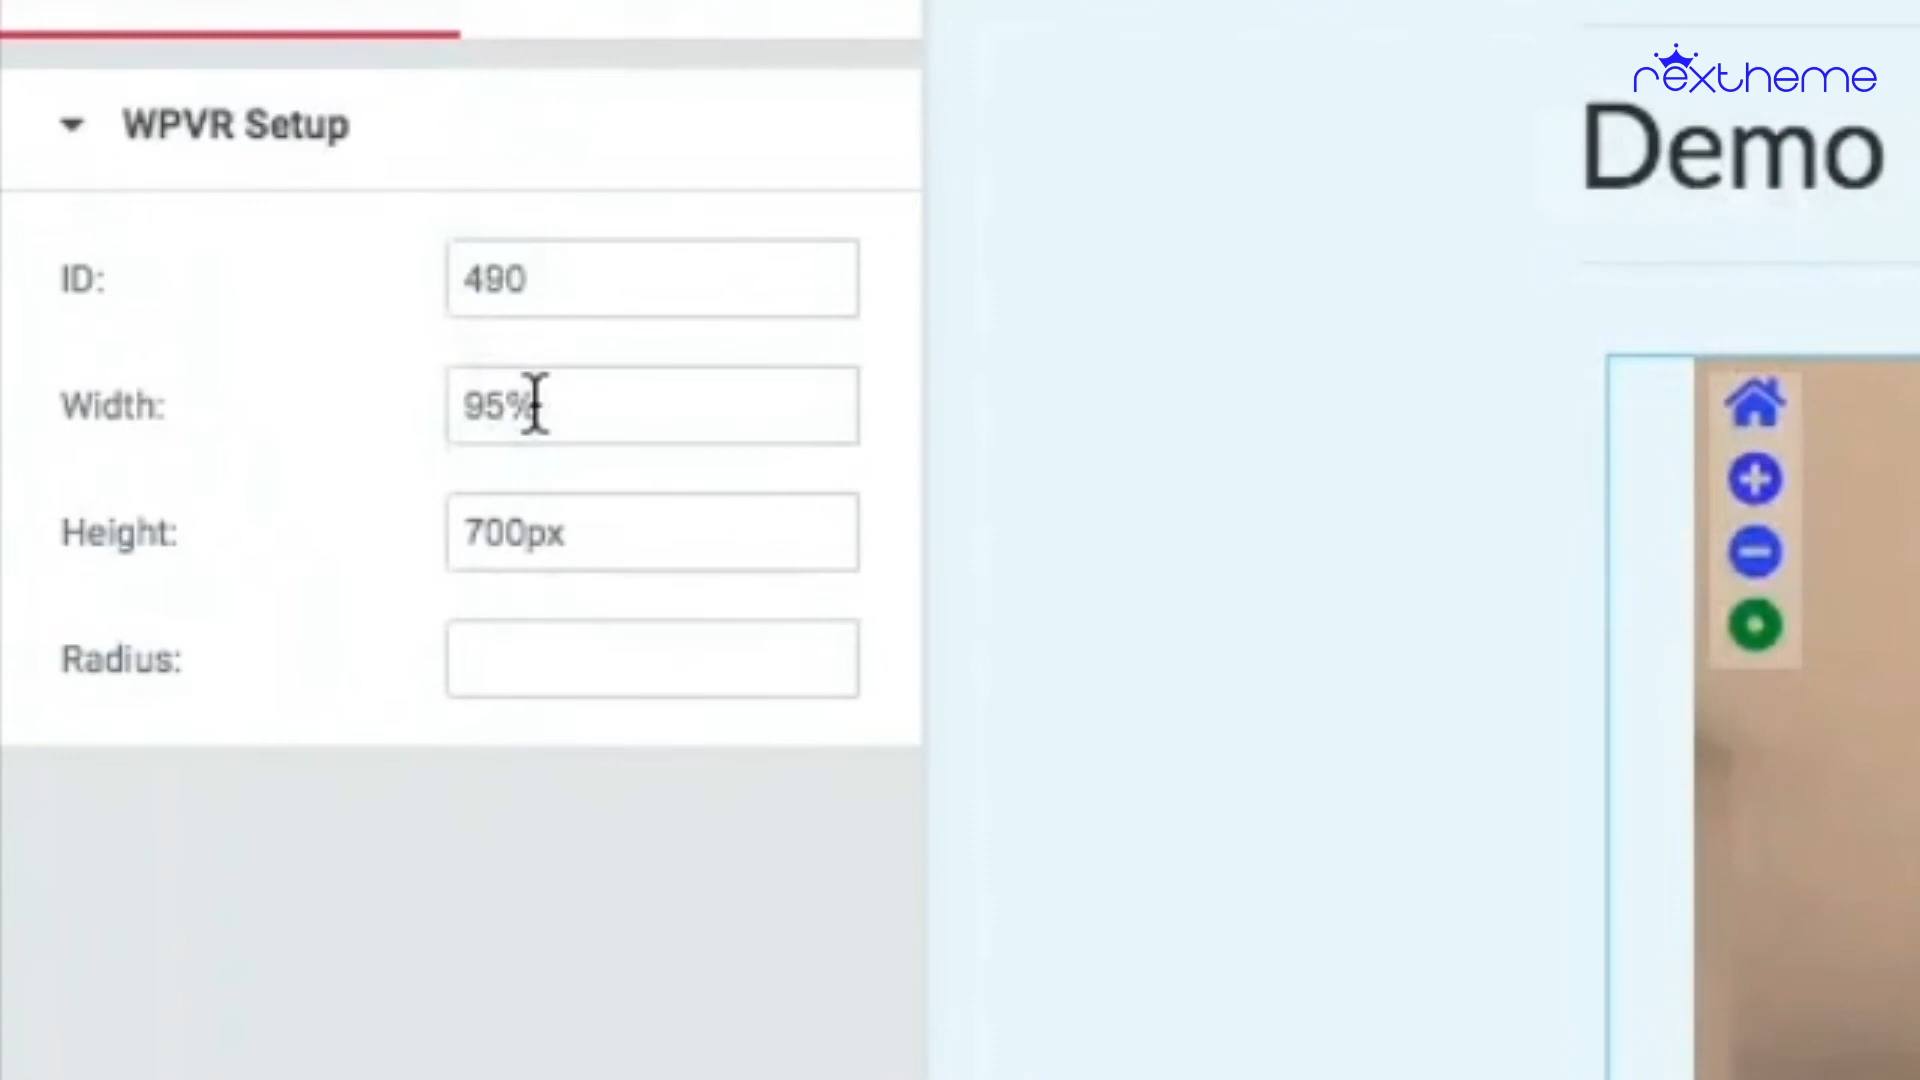 WPVR Setup
ID:
490
Width:
95%
Height:
700px
Radius:
rextheme
Demo